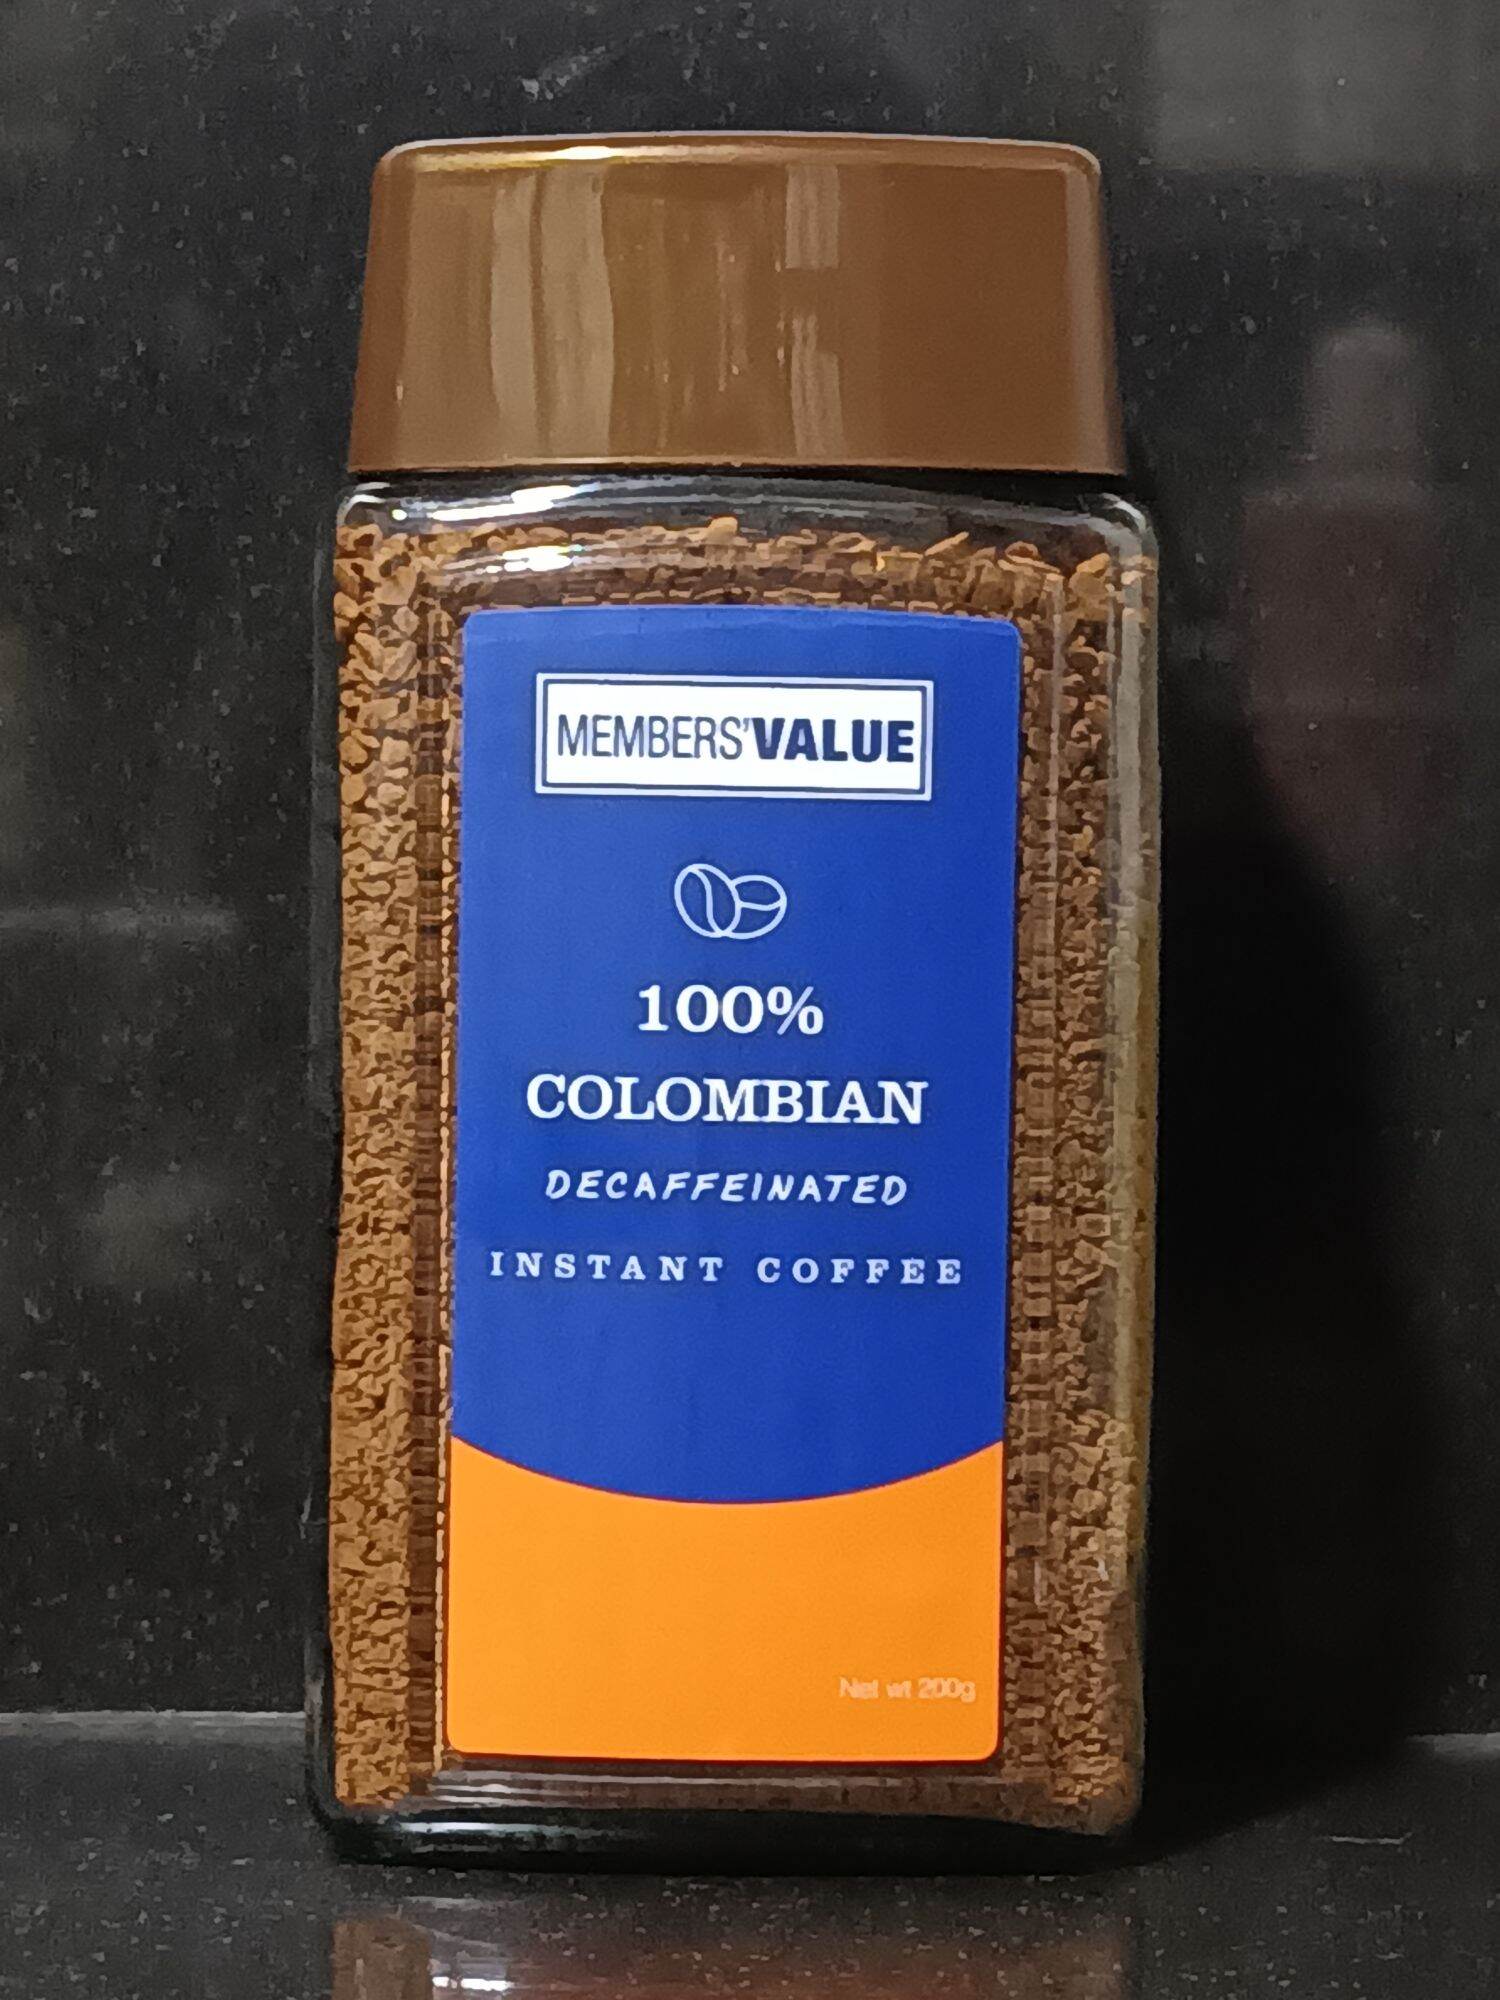 MEMBERS'VALUE
100%
COLOMBIAN
DECAFFEINATED
INSTANT COFFEE
Net wt 200g